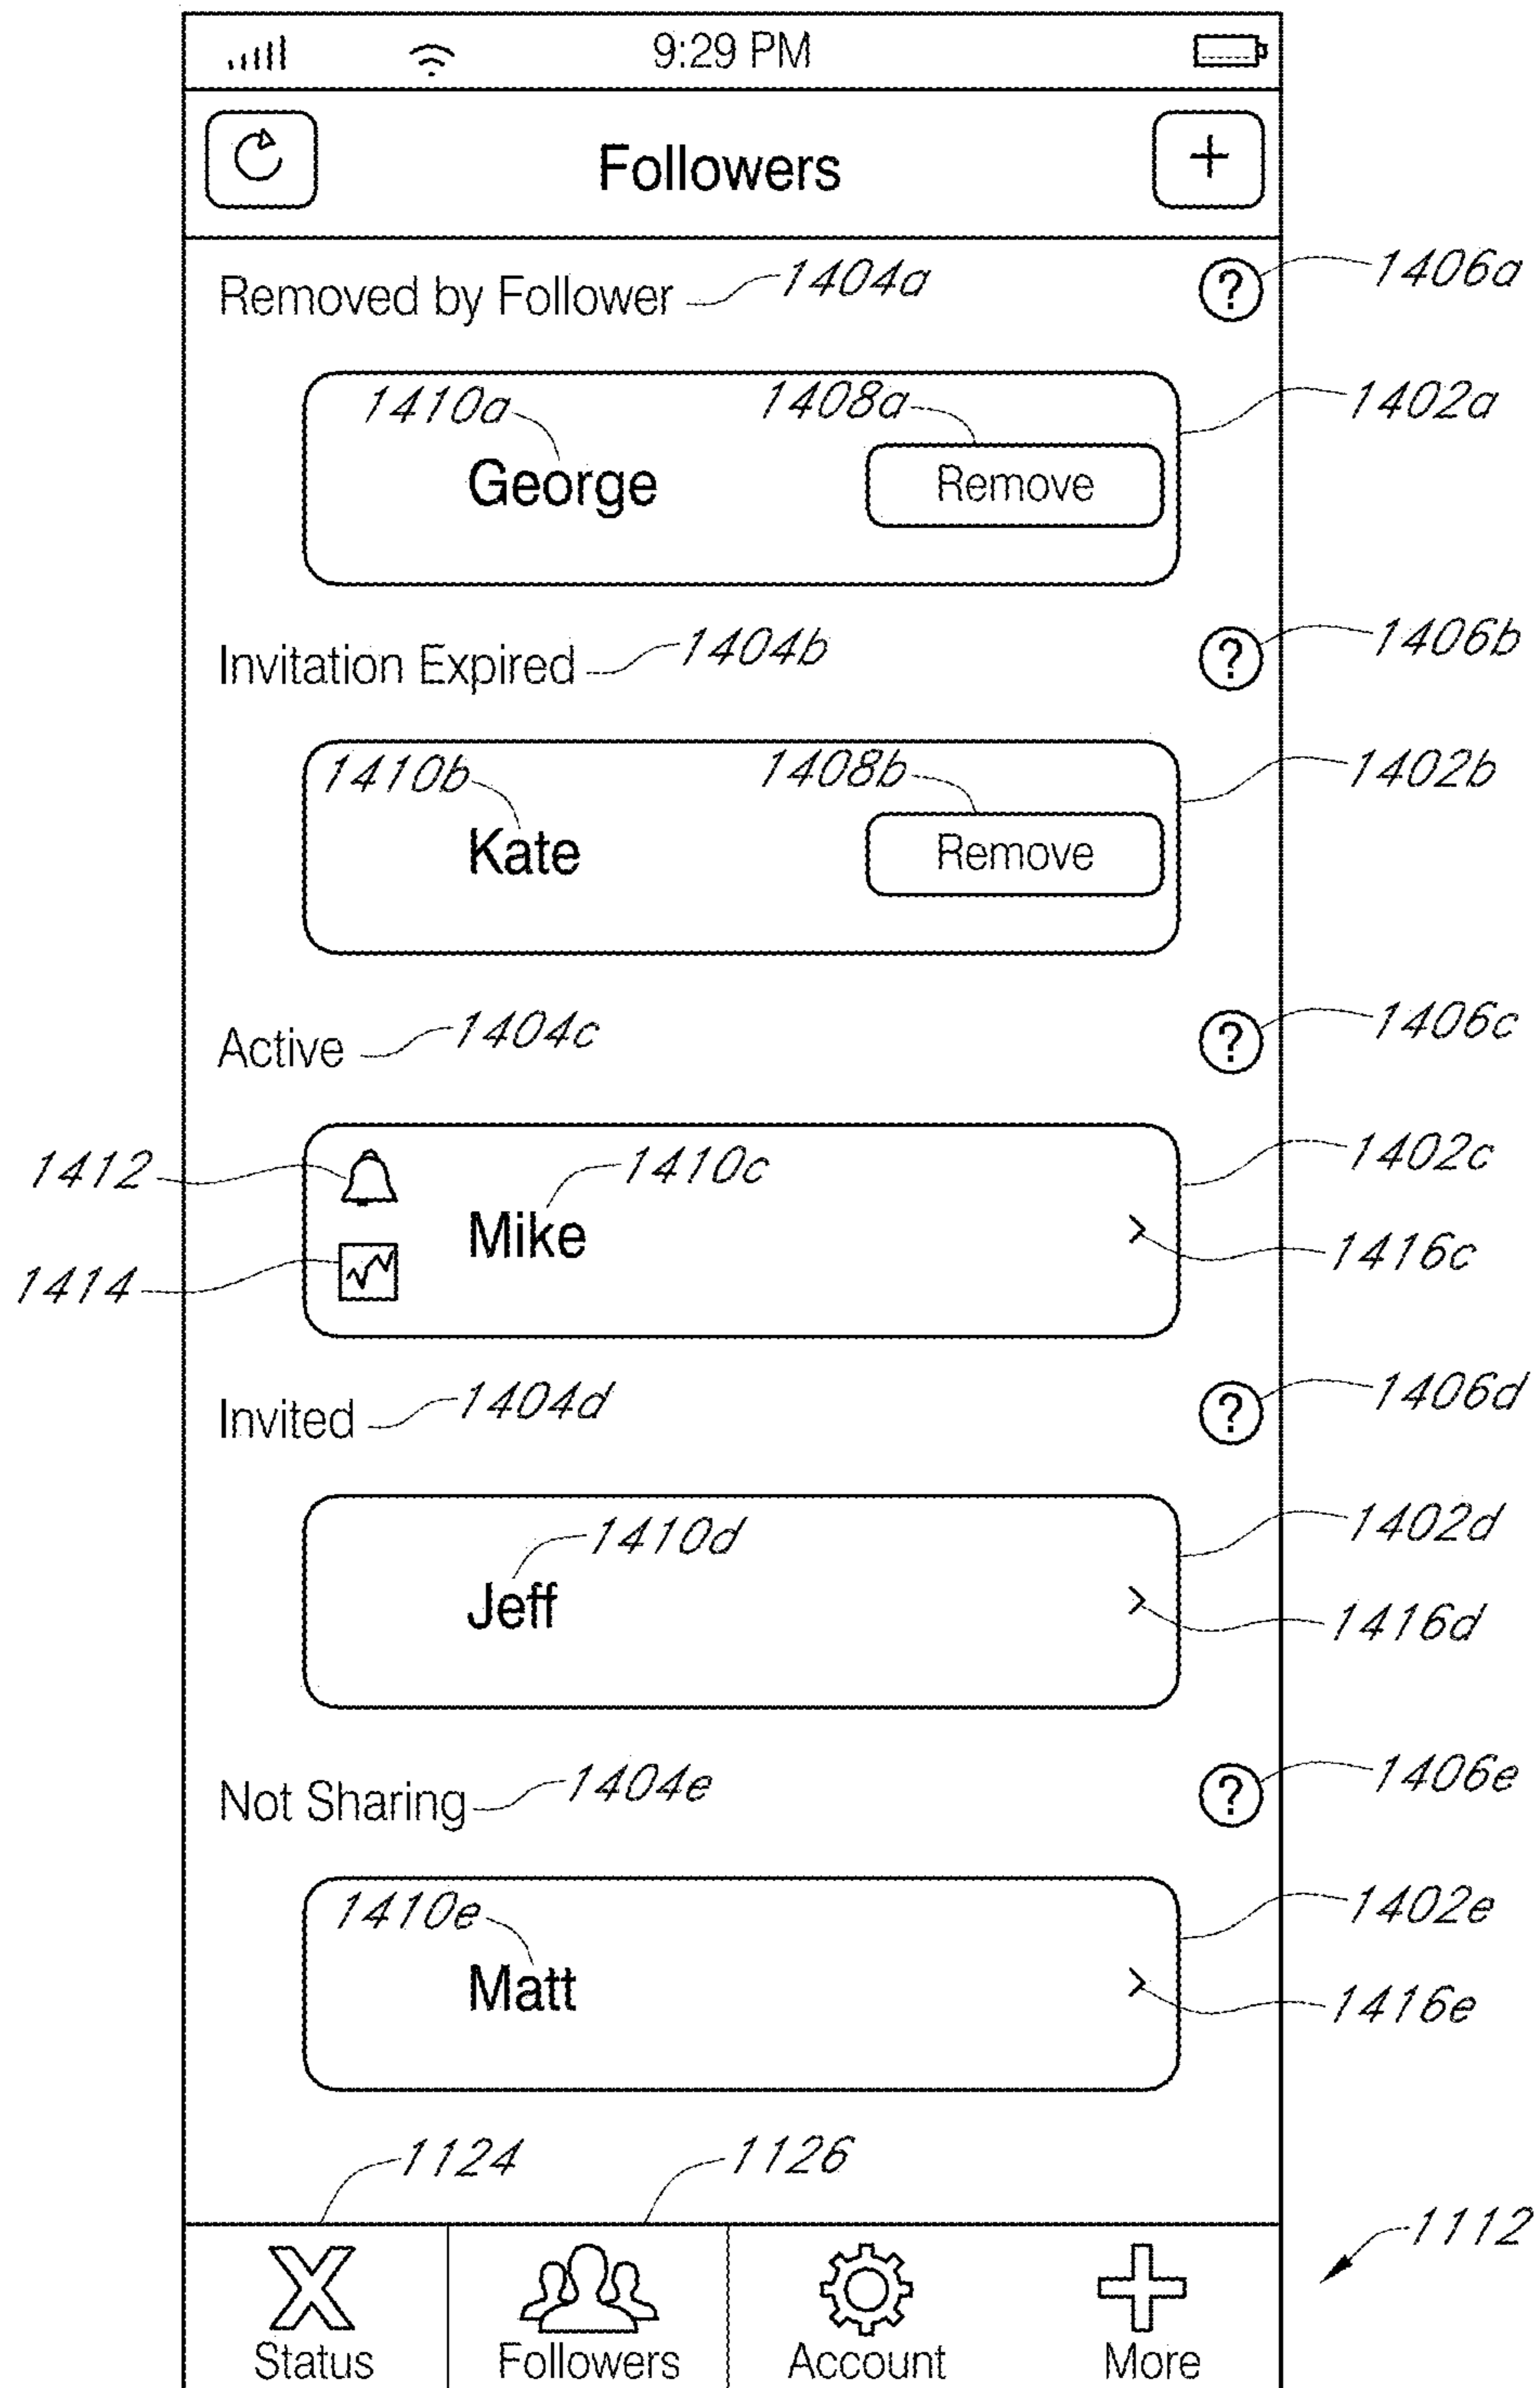 9:29 PM
Followers +
Removed by Follower 1404a ? 1406a
1410a 1408a 1402a
George Remove
Invitation Expired 1404b ? 1406b
1410b 1408b 1402b
Kate Remove
Active 1404c ? 1406c
1412 1410c 1402c
Mike > 1416c
1414
Invited 1404d ? 1406d
1410d 1402d
Jeff > 1416d
Not Sharing 1404e ? 1406e
1410e 1402e
Matt > 1416e
1124 1126
1112
X
Status Followers Account More